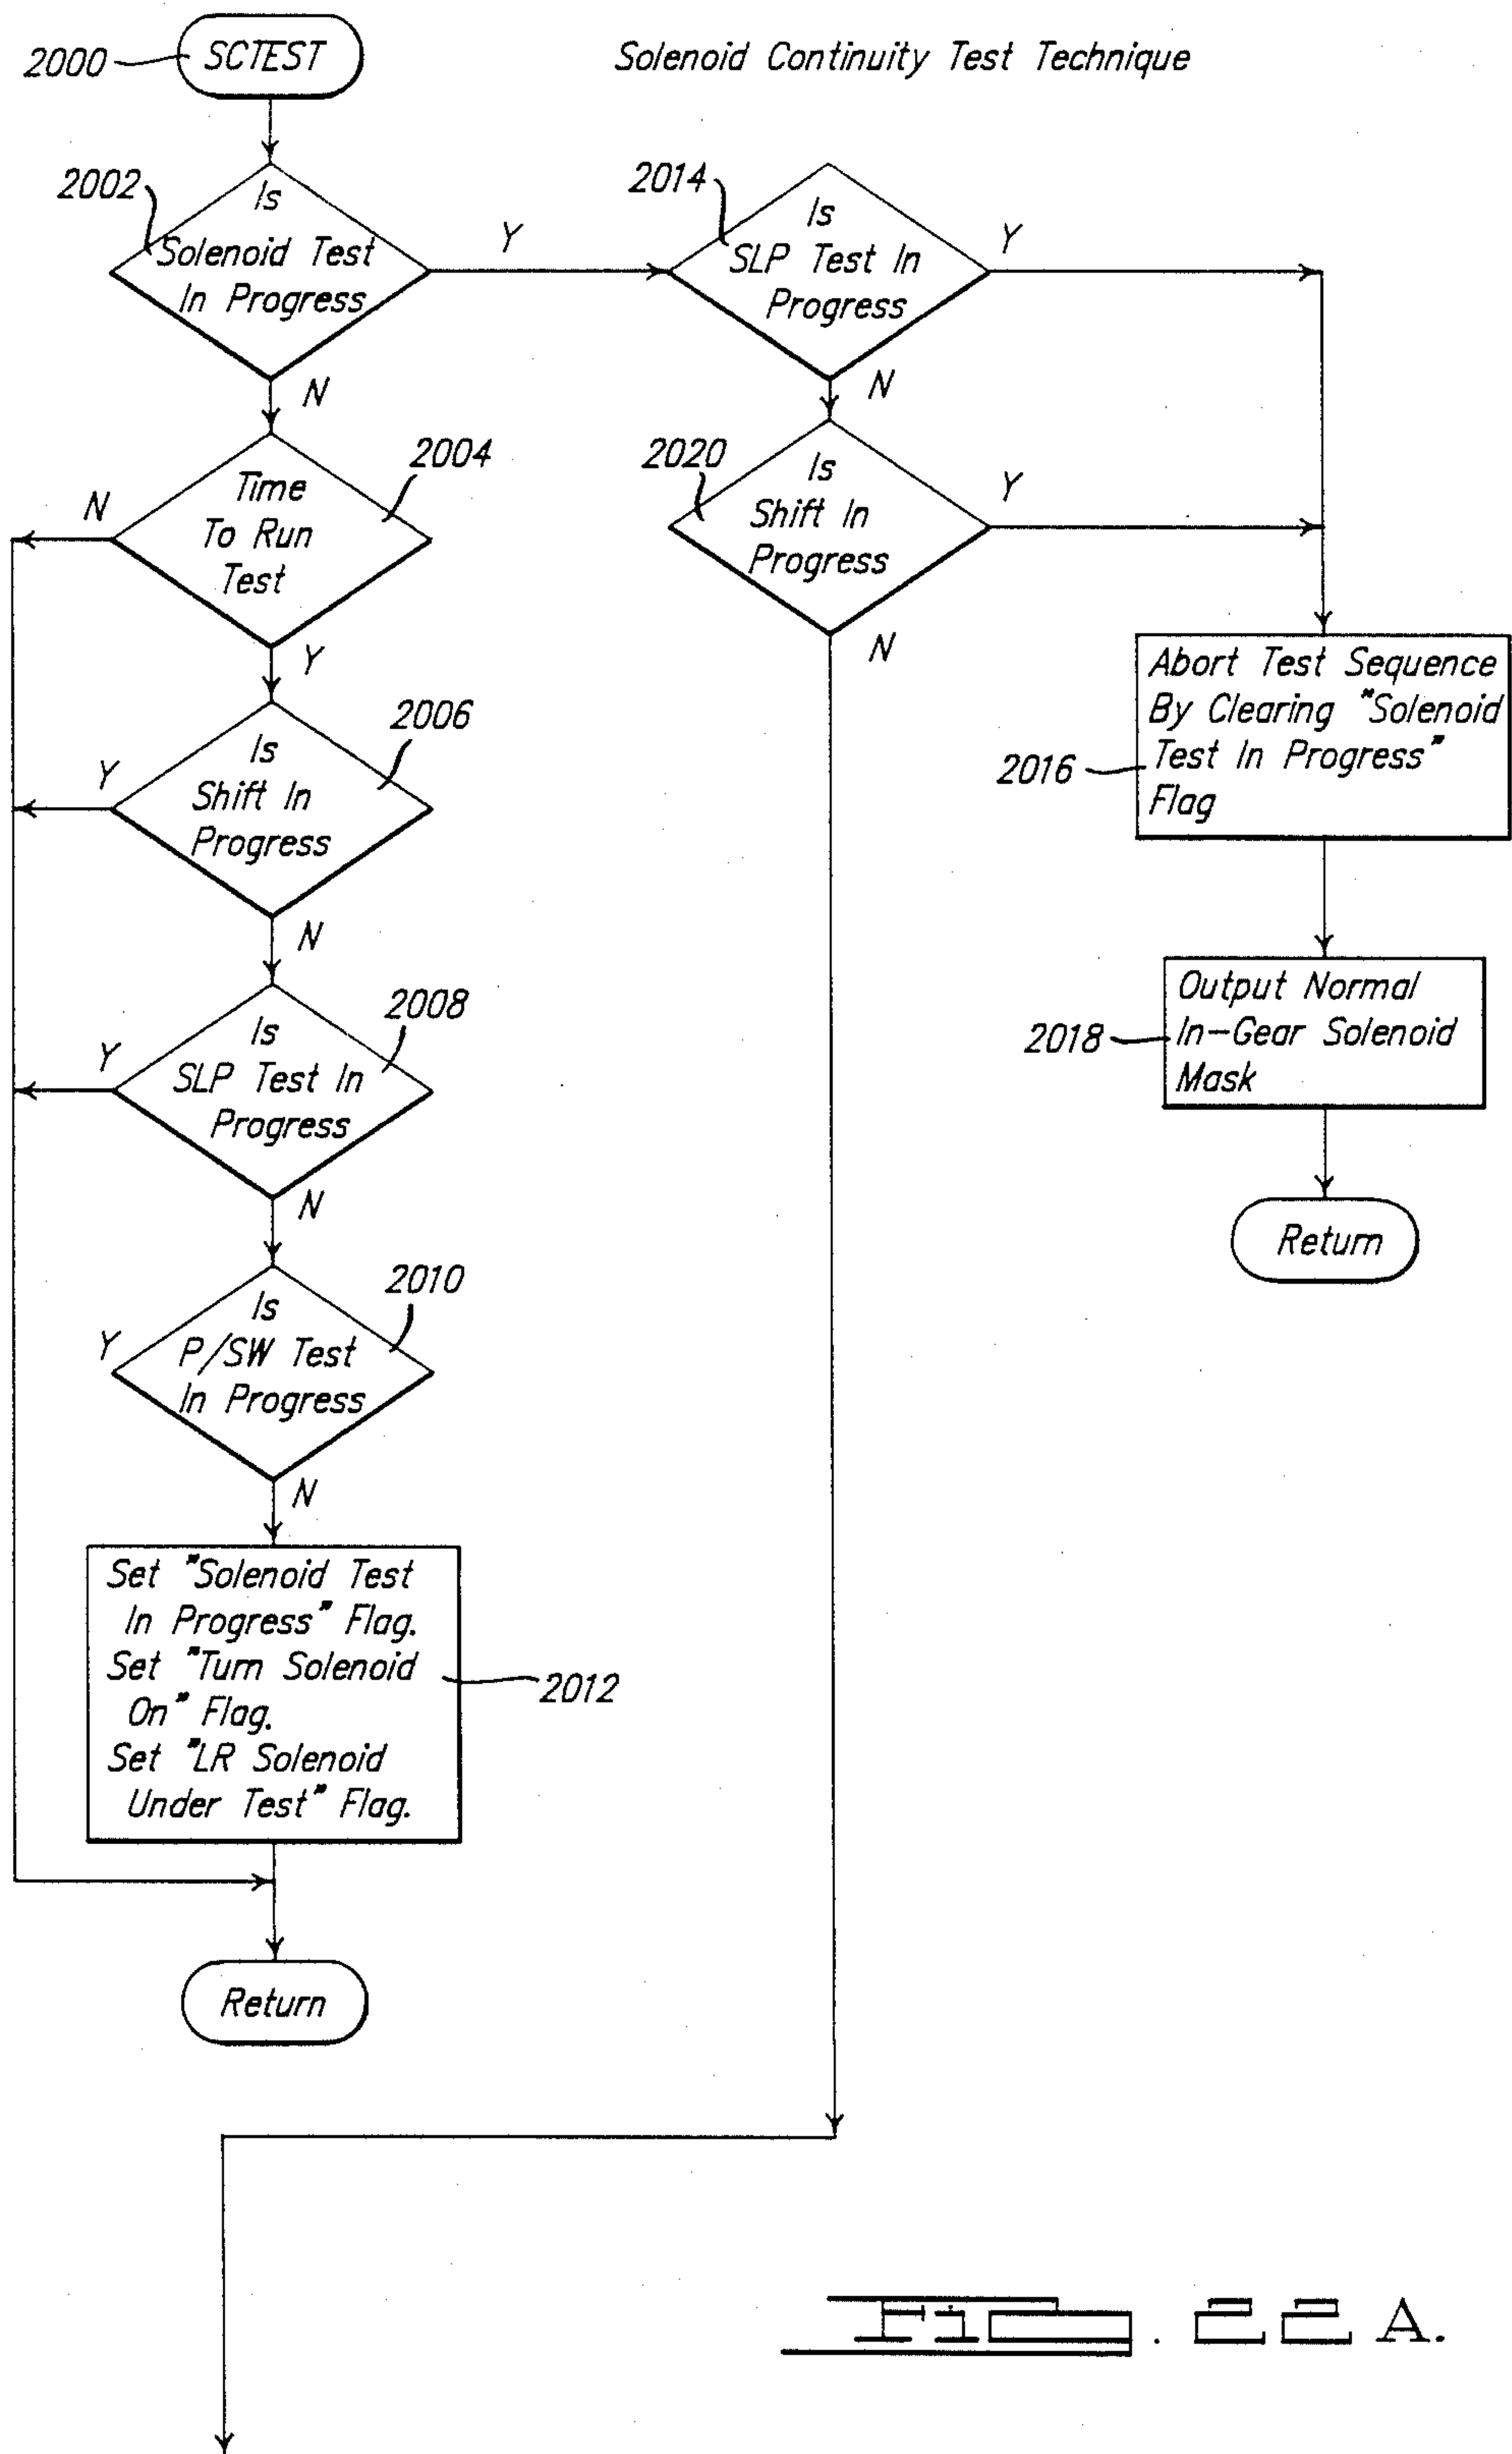 2000
SCTEST
Solenoid Continuity Test Technique
2002
Is
Solenoid Test
In Progress
Y
N
2014
Is
SLP Test In
Progress
Y
N
2004
Time
To Run
Test
N
Y
2020
Is
Shift In
Progress
Y
N
2006
Is
Shift In
Progress
Y
N
2016
Abort Test Sequence
By Clearing "Solenoid
Test In Progress"
Flag
2008
Is
SLP Test In
Progress
Y
N
2018
Output Normal
In-Gear Solenoid
Mask
Return
2010
Is
P/SW Test
In Progress
Y
N
2012
Set "Solenoid Test
In Progress" Flag.
Set "Turn Solenoid
On" Flag.
Set "LR Solenoid
Under Test" Flag.
Return
FIG. 22 A.